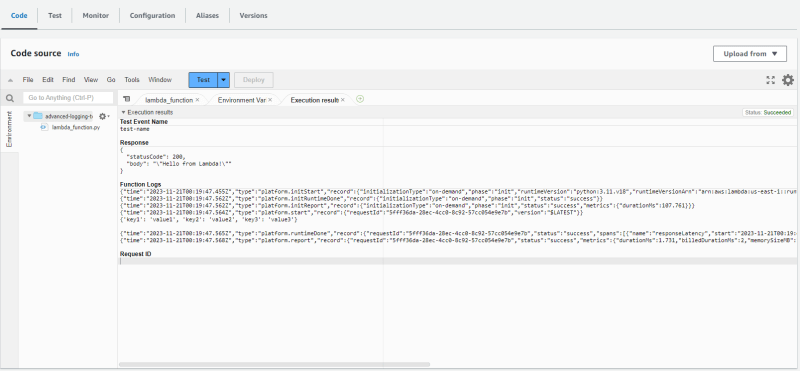 Code Test Monitor Configuration Aliases Versions
Code source Info
Upload from
File Edit Find View Go Tools Window Test Deploy
Go to Anything (Ctrl-P)
lambda_function × Environment Var × Execution result ×
Environment
advanced-logging-b
lambda_function.py
Execution results
Status: Succeeded
Test Event Name
test-name
Response
{
"statusCode": 200,
"body": "\"Hello from Lambda!\""
}
Function Logs
{"time":"2023-11-21T00:19:47.455Z","type":"platform.initStart","record":{"initializationType":"on-demand","phase":"init","runtimeVersion":"python:3.11.v18","runtimeVersionArn":"arn:aws:lambda:us-east-1::run
{"time":"2023-11-21T00:19:47.562Z","type":"platform.initRuntimeDone","record":{"initializationType":"on-demand","phase":"init","status":"success"}}
{"time":"2023-11-21T00:19:47.562Z","type":"platform.initReport","record":{"initializationType":"on-demand","phase":"init","status":"success","metrics":{"durationMs":107.761}}}
{"time":"2023-11-21T00:19:47.564Z","type":"platform.start","record":{"requestId":"5fff36da-28ec-4cc0-8c92-57cc054e9e7b","version":"$LATEST"}}
{'key1': 'value1', 'key2': 'value2', 'key3': 'value3'}
{"time":"2023-11-21T00:19:47.565Z","type":"platform.runtimeDone","record":{"requestId":"5fff36da-28ec-4cc0-8c92-57cc054e9e7b","status":"success","spans":[{"name":"responseLatency","start":"2023-11-21T00:19:
{"time":"2023-11-21T00:19:47.568Z","type":"platform.report","record":{"requestId":"5fff36da-28ec-4cc0-8c92-57cc054e9e7b","status":"success","metrics":{"durationMs":1.731,"billedDurationMs":2,"memorySizeMB":
Request ID